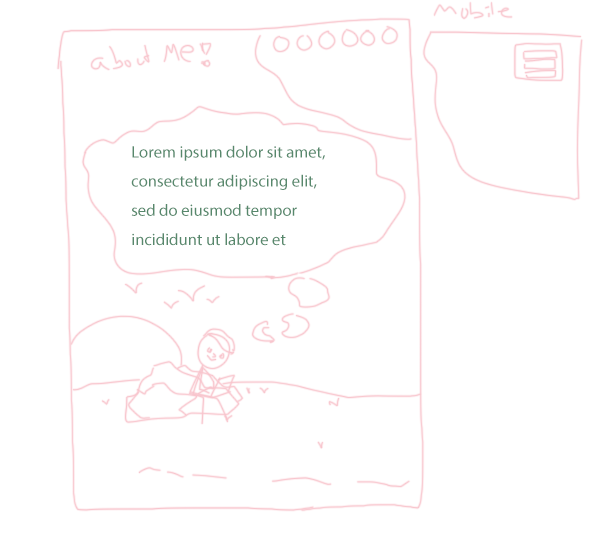 Mobile
about Me!
Lorem ipsum dolor sit amet,
consectetur adipiscing elit,
sed do eiusmod tempor
incididunt ut labore et